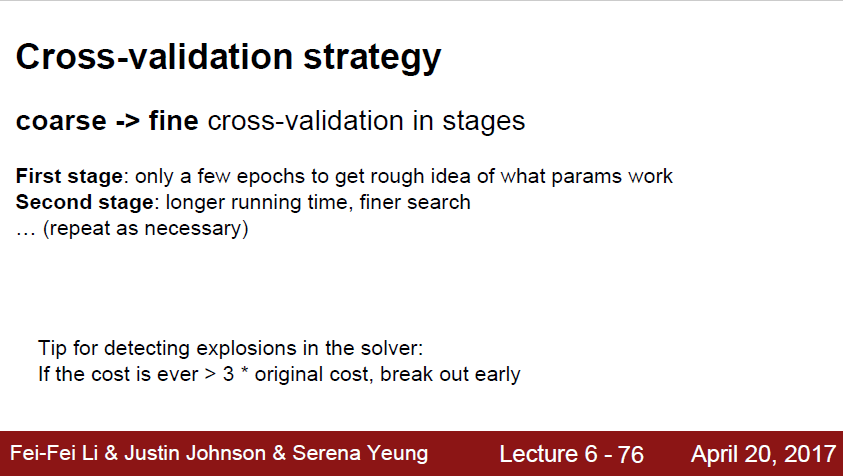 Cross-validation strategy
coarse -> fine cross-validation in stages
First stage: only a few epochs to get rough idea of what params work
Second stage: longer running time, finer search
… (repeat as necessary)
Tip for detecting explosions in the solver:
If the cost is ever > 3 * original cost, break out early
Fei-Fei Li & Justin Johnson & Serena Yeung Lecture 6 - 76 April 20, 2017